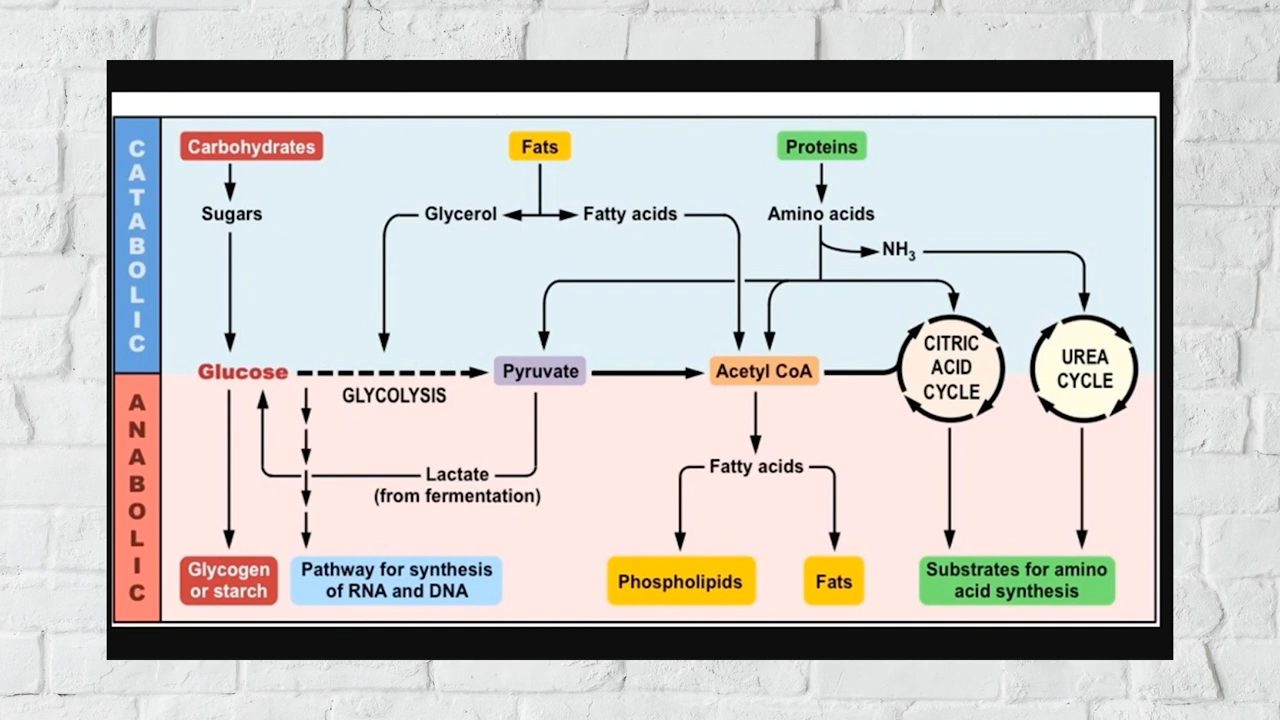 CATABOLIC
Carbohydrates
Fats
Proteins
Sugars
Glycerol
Fatty acids
Amino acids
NH₃
Glucose
GLYCOLYSIS
Pyruvate
Acetyl CoA
CITRIC
ACID
CYCLE
UREA
CYCLE
ANABOLIC
Lactate
(from fermentation)
Fatty acids
Glycogen
or starch
Pathway for synthesis
of RNA and DNA
Phospholipids
Fats
Substrates for amino
acid synthesis